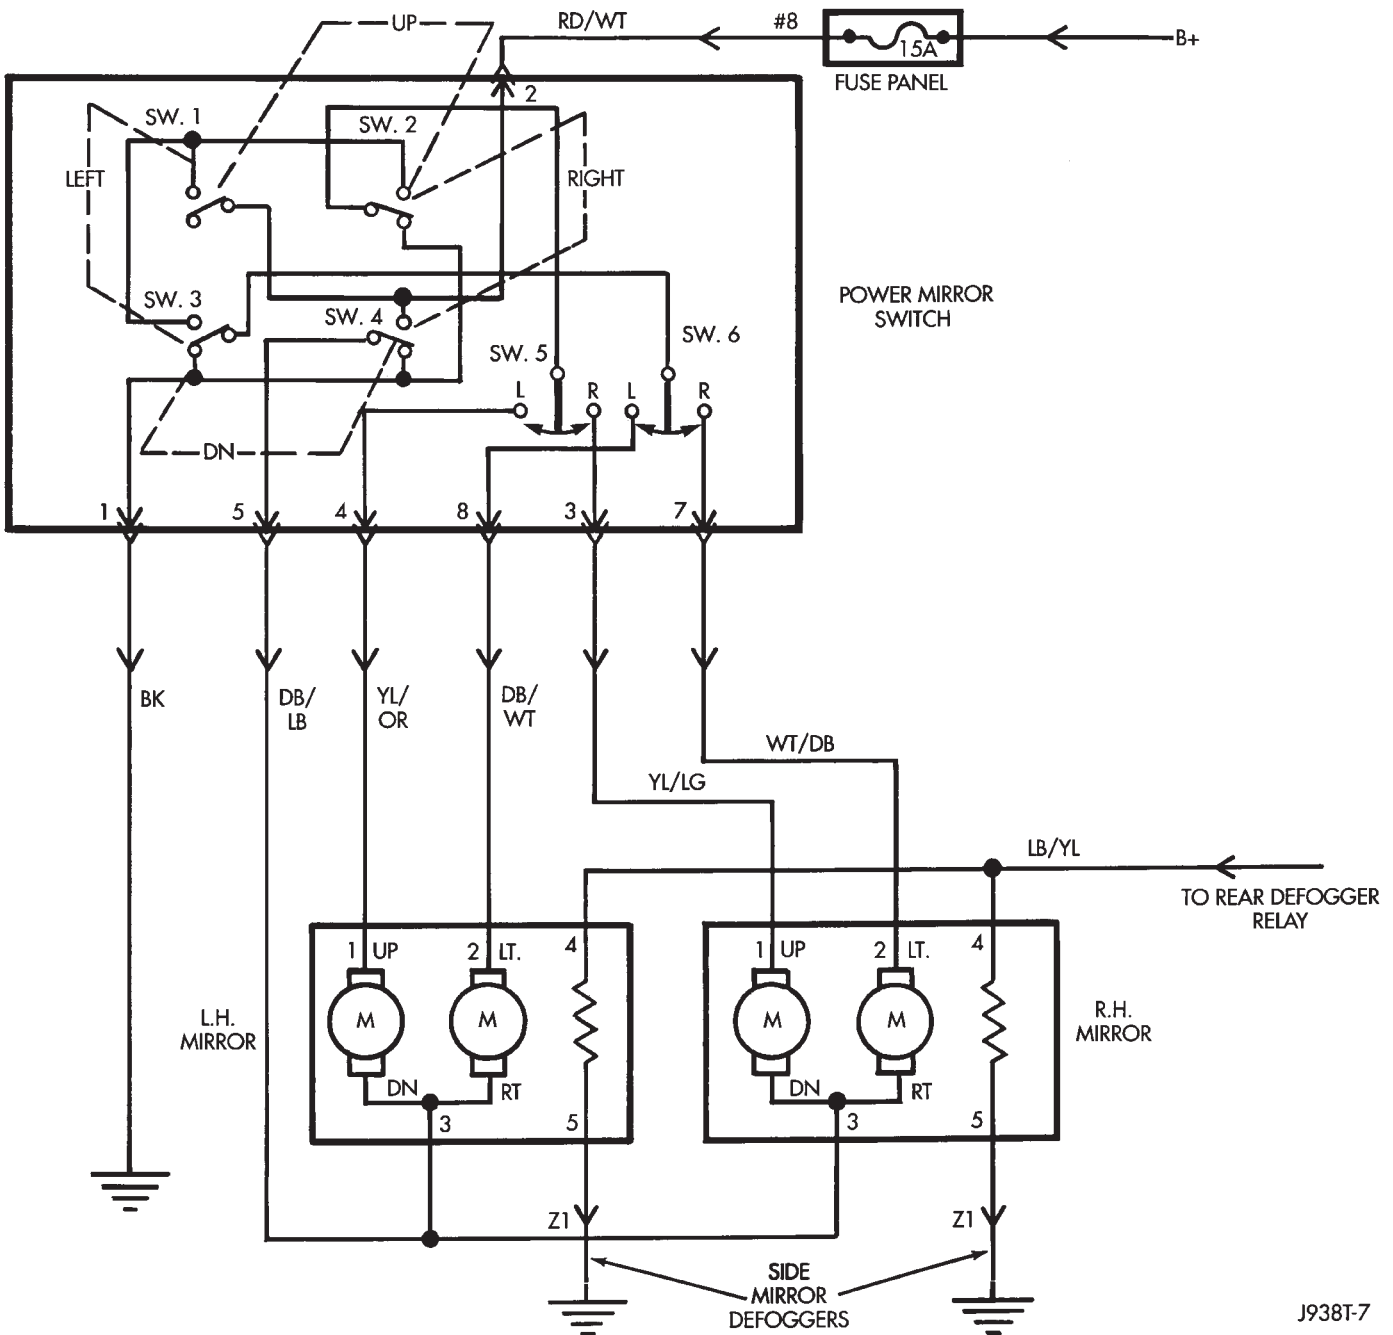 UP
RD/WT
#8
15A
B+
FUSE PANEL
2
SW. 1
SW. 2
LEFT
RIGHT
SW. 3
SW. 4
POWER MIRROR
SWITCH
SW. 5
SW. 6
L
R
L
R
DN
1
5
4
8
3
7
BK
DB/
LB
YL/
OR
DB/
WT
WT/DB
YL/LG
LB/YL
TO REAR DEFOGGER
RELAY
1 UP
2 LT.
4
1 UP
2 LT.
4
L.H.
MIRROR
M
M
M
M
R.H.
MIRROR
DN
RT
3
5
DN
RT
3
5
Z1
Z1
SIDE
MIRROR
DEFOGGERS
J938T-7